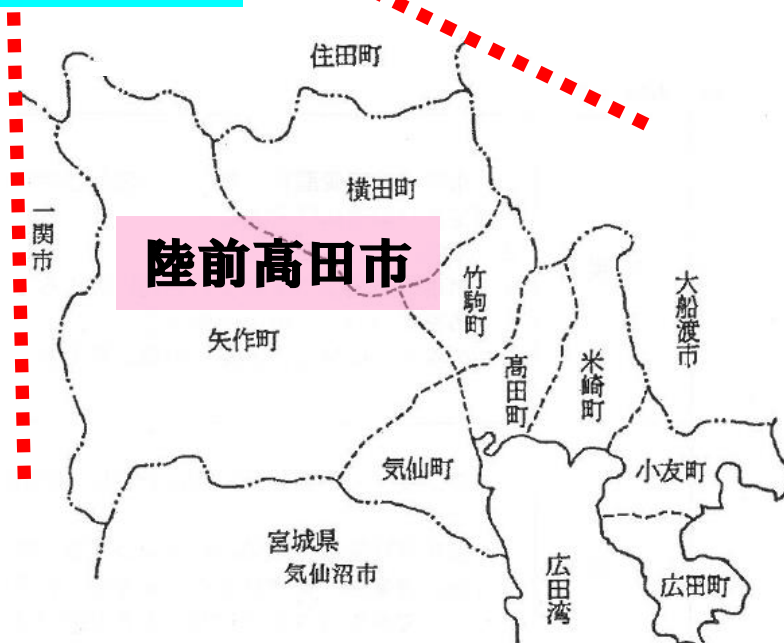 住田町
横田町
一関市
陸前高田市
竹駒町
大船渡市
矢作町
高田町
米崎町
気仙町
小友町
宮城県
気仙沼市
広田湾
広田町